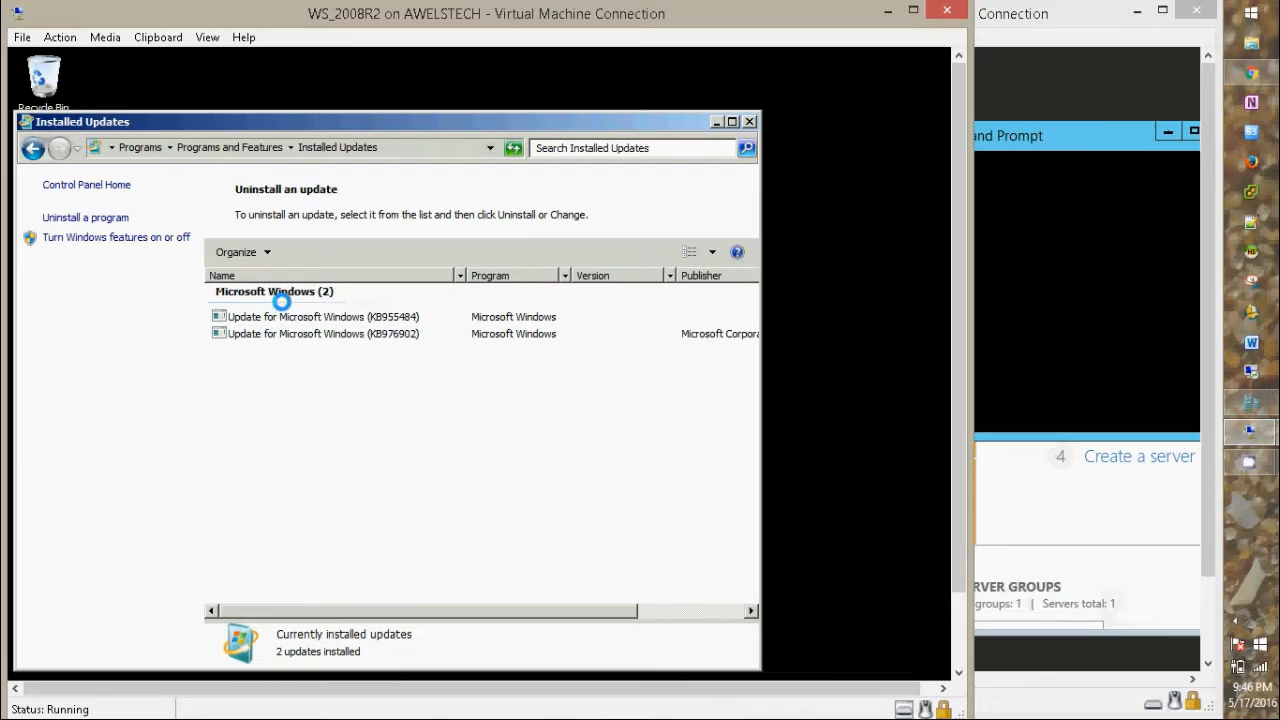 WS_2008R2 on AWELSTECH - Virtual Machine Connection
Connection
File Action Media Clipboard View Help
Recycle Bin
Installed Updates
and Prompt
Programs Programs and Features Installed Updates
Search Installed Updates
Control Panel Home
Uninstall an update
Uninstall a program
To uninstall an update, select it from the list and then click Uninstall or Change.
Turn Windows features on or off
Organize
Name Program Version Publisher
Microsoft Windows (2)
Update for Microsoft Windows (KB955484) Microsoft Windows
Update for Microsoft Windows (KB976902) Microsoft Windows Microsoft Corpora
4 Create a server
RVER GROUPS
groups: 1 | Servers total: 1
Currently installed updates
2 updates installed
Status: Running
9:46 PM
5/17/2016